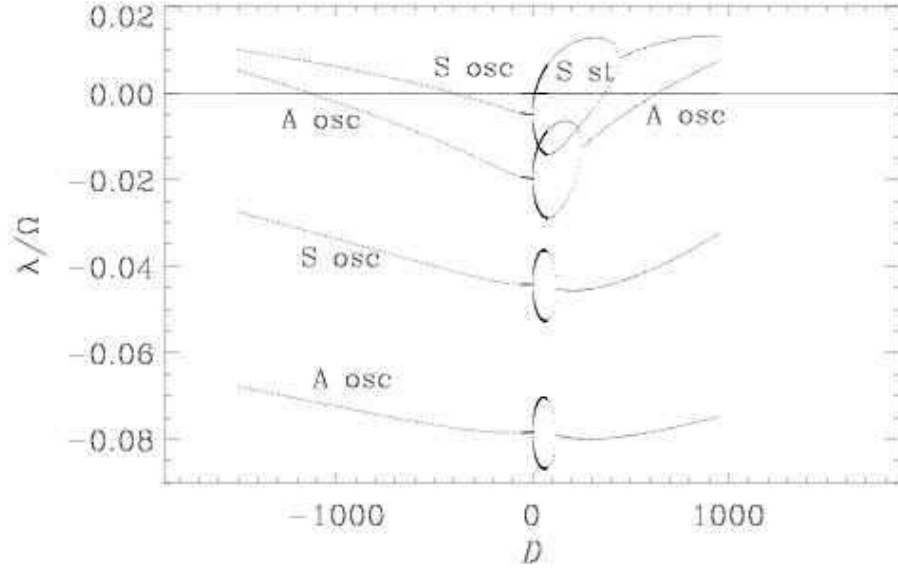 0.02
S osc
S st
0.00
A osc
A osc
−0.02
λ/Ω
S osc
−0.04
−0.06
A osc
−0.08
−1000
0
1000
D